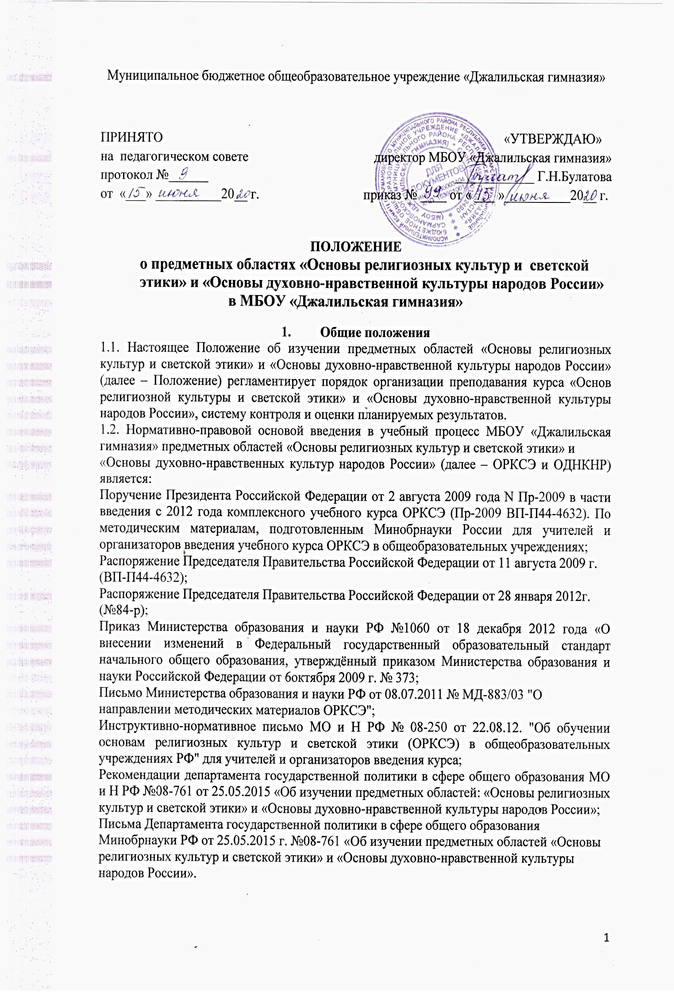 Муниципальное бюджетное общеобразовательное учреждение «Джалильская гимназия»
ПРИНЯТО
на педагогическом совете
протокол № 9
от «15» июня 2020 г.
«УТВЕРЖДАЮ»
директор МБОУ «Джалильская гимназия»
Г.Н.Булатова
приказ № 99 от «15» июня 2020 г.
ДЛЯ
ДОКУМЕНТОВ
ПОЛОЖЕНИЕ
о предметных областях «Основы религиозных культур и светской
этики» и «Основы духовно-нравственной культуры народов России»
в МБОУ «Джалильская гимназия»
1. Общие положения
1.1. Настоящее Положение об изучении предметных областей «Основы религиозных
культур и светской этики» и «Основы духовно-нравственной культуры народов России»
(далее – Положение) регламентирует порядок организации преподавания курса «Основ
религиозной культуры и светской этики» и «Основы духовно-нравственной культуры
народов России», систему контроля и оценки планируемых результатов.
1.2. Нормативно-правовой основой введения в учебный процесс МБОУ «Джалильская
гимназия» предметных областей «Основы религиозных культур и светской этики» и
«Основы духовно-нравственных культур народов России» (далее – ОРКСЭ и ОДНКНР)
является:
Поручение Президента Российской Федерации от 2 августа 2009 года N Пр-2009 в части
введения с 2012 года комплексного учебного курса ОРКСЭ (Пр-2009 ВП-П44-4632). По
методическим материалам, подготовленным Минобрнауки России для учителей и
организаторов введения учебного курса ОРКСЭ в общеобразовательных учреждениях;
Распоряжение Председателя Правительства Российской Федерации от 11 августа 2009 г.
(ВП-П44-4632);
Распоряжение Председателя Правительства Российской Федерации от 28 января 2012г.
(№84-р);
Приказ Министерства образования и науки РФ №1060 от 18 декабря 2012 года «О
внесении изменений в Федеральный государственный образовательный стандарт
начального общего образования, утверждённый приказом Министерства образования и
науки Российской Федерации от 6октября 2009 г. № 373;
Письмо Министерства образования и науки РФ от 08.07.2011 № МД-883/03 "О
направлении методических материалов ОРКСЭ";
Инструктивно-нормативное письмо МО и Н РФ № 08-250 от 22.08.12. "Об обучении
основам религиозных культур и светской этики (ОРКСЭ) в общеобразовательных
учреждениях РФ" для учителей и организаторов введения курса;
Рекомендации департамента государственной политики в сфере общего образования МО
и Н РФ №08-761 от 25.05.2015 «Об изучении предметных областей: «Основы религиозных
культур и светской этики» и «Основы духовно-нравственной культуры народов России»;
Письма Департамента государственной политики в сфере общего образования
Минобрнауки РФ от 25.05.2015 г. №08-761 «Об изучении предметных областей «Основы
религиозных культур и светской этики» и «Основы духовно-нравственной культуры
народов России».
1